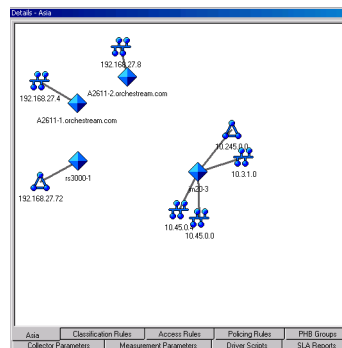 Details - Asia
192.168.27.8
192.168.27.4
A2611-2.orchestream.com
A2611-1.orchestream.com
10.245.0.0
10.3.1.0
rs3000-1
m20-3
192.168.27.72
10.45.0.
10.45.0.0
Asia
Classification Rules
Access Rules
Policing Rules
PHB Groups
Collector Parameters
Measurement Parameters
Driver Scripts
SLA Reports